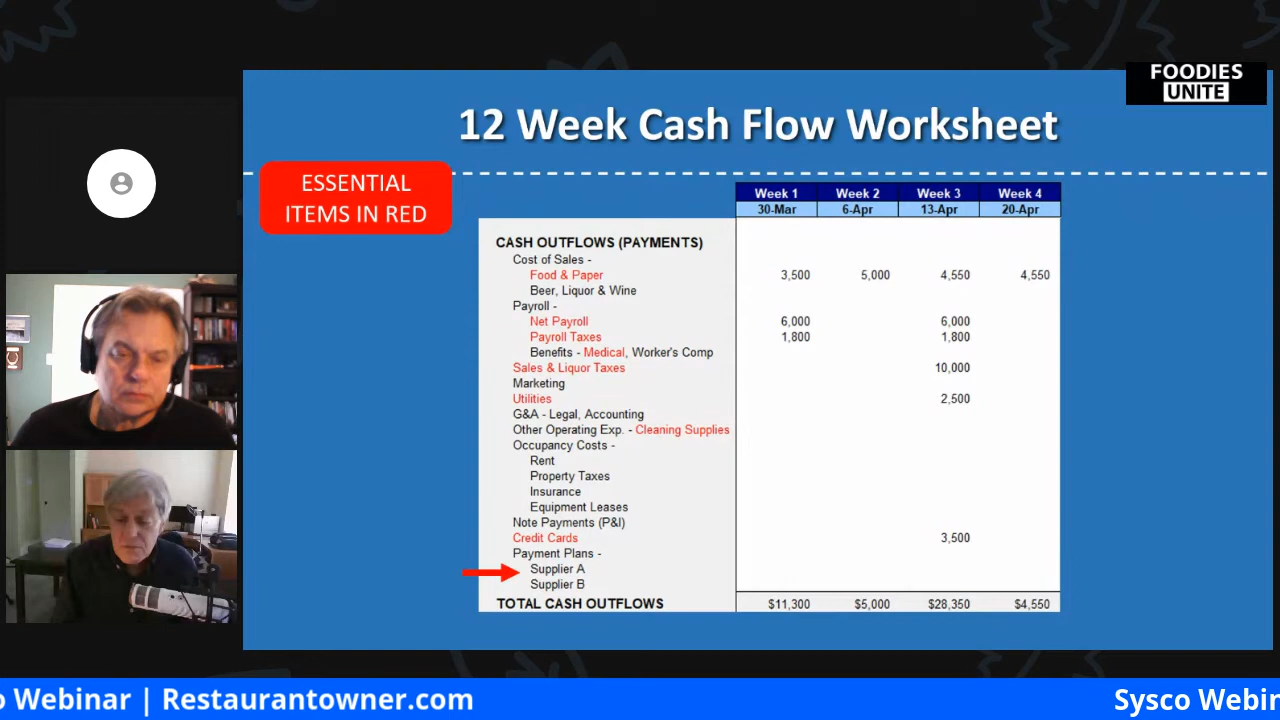 FOODIES
UNITE
12 Week Cash Flow Worksheet
ESSENTIAL
ITEMS IN RED
Week 1 Week 2 Week 3 Week 4
30-Mar 6-Apr 13-Apr 20-Apr
CASH OUTFLOWS (PAYMENTS)
Cost of Sales -
Food & Paper 3,500 5,000 4,550 4,550
Beer, Liquor & Wine
Payroll -
Net Payroll 6,000 6,000
Payroll Taxes 1,800 1,800
Benefits - Medical, Worker's Comp
Sales & Liquor Taxes 10,000
Marketing
Utilities 2,500
G&A - Legal, Accounting
Other Operating Exp. - Cleaning Supplies
Occupancy Costs -
Rent
Property Taxes
Insurance
Equipment Leases
Note Payments (P&I)
Credit Cards 3,500
Payment Plans -
Supplier A
Supplier B
TOTAL CASH OUTFLOWS $11,300 $5,000 $28,350 $4,550
o Webinar | Restaurantowner.com Sysco Webin